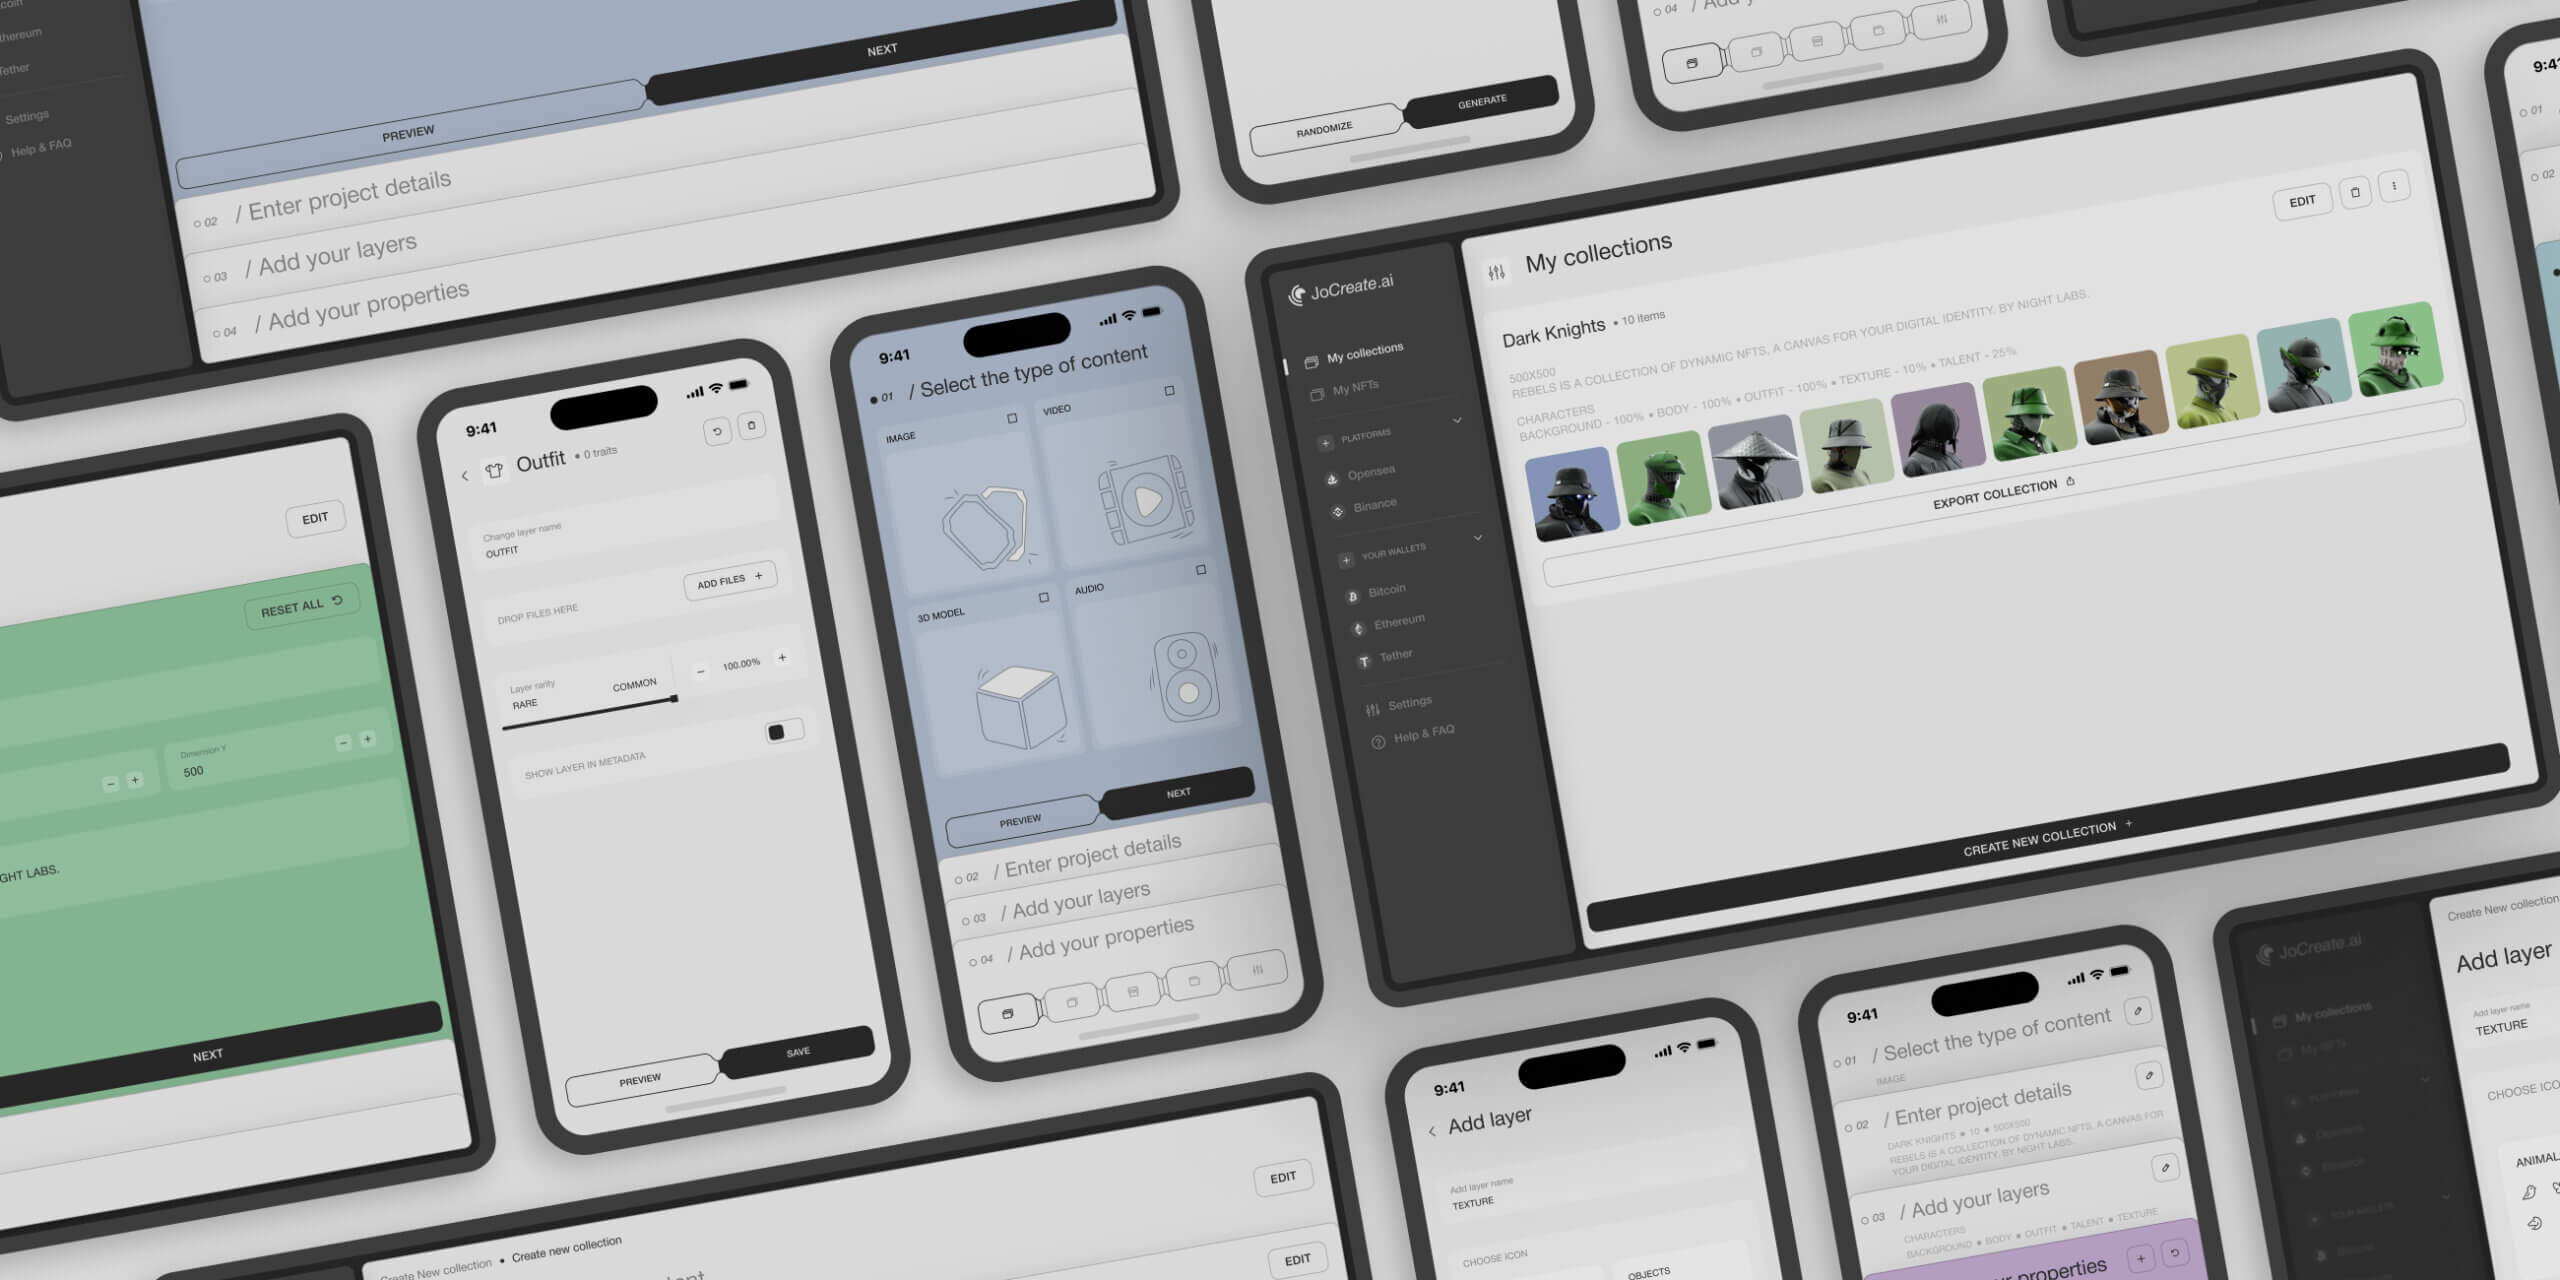 Ethereum
Tether
Settings
Help & FAQ
PREVIEW
NEXT
02 / Enter project details
03 / Add your layers
04 / Add your properties
RANDOMIZE
GENERATE
04
9:41
01
02
EDIT
RESET ALL
Dimension Y
500
NIGHT LABS.
NEXT
9:41
Outfit • 0 traits
Change layer name
OUTFIT
DROP FILES HERE
ADD FILES +
Layer rarity
RARE
COMMON
− 100.00% +
SHOW LAYER IN METADATA
PREVIEW
SAVE
9:41
01 / Select the type of content
IMAGE
VIDEO
3D MODEL
AUDIO
PREVIEW
NEXT
02 / Enter project details
03 / Add your layers
04 / Add your properties
JoCreate.ai
My collections
My NFTs
PLATFORMS
Opensea
Binance
YOUR WALLETS
Bitcoin
Ethereum
Tether
Settings
Help & FAQ
My collections
EDIT
Dark Knights • 10 items
500X500
REBELS IS A COLLECTION OF DYNAMIC NFTS, A CANVAS FOR YOUR DIGITAL IDENTITY. BY NIGHT LABS.
CHARACTERS
BACKGROUND - 100% • BODY - 100% • OUTFIT - 100% • TEXTURE - 10% • TALENT - 25%
EXPORT COLLECTION
CREATE NEW COLLECTION +
Create New collection • Create new collection
EDIT
EDIT
9:41
Add layer
Add layer name
TEXTURE
CHOOSE ICON
OBJECTS
9:41
01 / Select the type of content
IMAGE
02 / Enter project details
DARK KNIGHTS • 10 • 500X500
REBELS IS A COLLECTION OF DYNAMIC NFTS, A CANVAS FOR
YOUR DIGITAL IDENTITY. BY NIGHT LABS.
03 / Add your layers
CHARACTERS
BACKGROUND • BODY • OUTFIT • TALENT • TEXTURE
properties
JoCreate.ai
My collections
My NFTs
Create New collection
Add layer
Add layer name
TEXTURE
CHOOSE ICO
ANIMAL